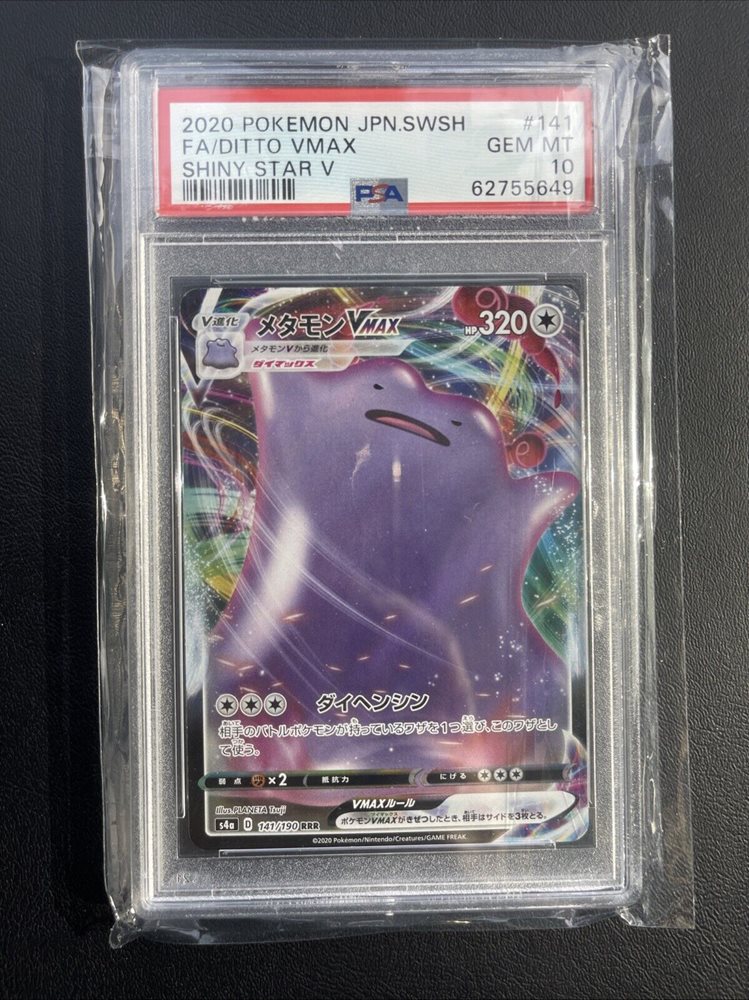 2020 POKEMON JPN.SWSH #141
FA/DITTO VMAX GEM MT
SHINY STAR V 10
PSA 62755649
V進化 メタモンVMAX HP320
メタモンVから進化
ダイマックス
ダイヘンシン
相手のバトルポケモンが持っているワザを1つ選び、このワザとし
て使う。
弱点 ×2 抵抗力 にげる
Illus.PLANETA Tsuji VMAXルール
s4a D 141/190 RRR ポケモンVMAXがきぜつしたとき、相手はサイドを3枚とる。
©2020 Pokémon/Nintendo/Creatures/GAME FREAK.